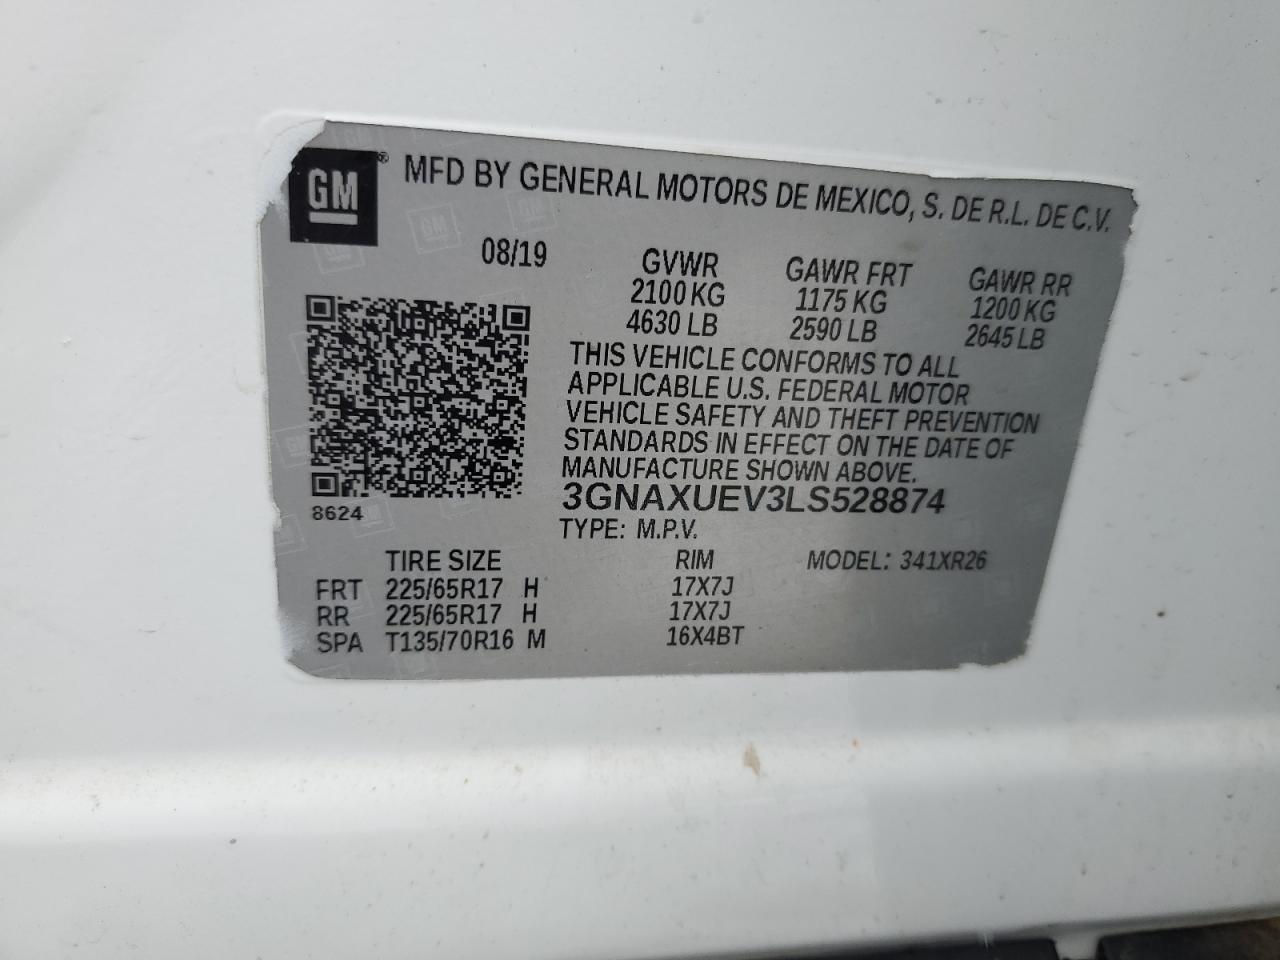 GM ® MFD BY GENERAL MOTORS DE MEXICO, S. DE R.L. DE C.V.
08/19 GVWR GAWR FRT GAWR RR
2100 KG 1175 KG 1200 KG
4630 LB 2590 LB 2645 LB
THIS VEHICLE CONFORMS TO ALL
APPLICABLE U.S. FEDERAL MOTOR
VEHICLE SAFETY AND THEFT PREVENTION
STANDARDS IN EFFECT ON THE DATE OF
MANUFACTURE SHOWN ABOVE.
3GNAXUEV3LS528874
8624
TYPE: M.P.V.
TIRE SIZE RIM MODEL: 341XR26
FRT 225/65R17 H 17X7J
RR 225/65R17 H 17X7J
SPA T135/70R16 M 16X4BT